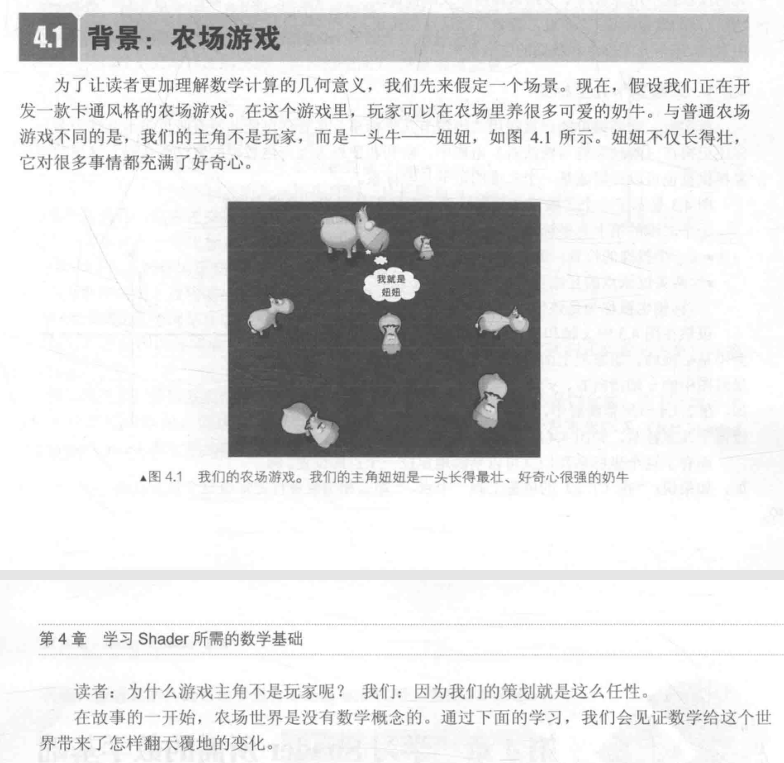 4.1 背景：农场游戏
为了让读者更加理解数学计算的几何意义，我们先来假定一个场景。现在，假设我们正在开
发一款卡通风格的农场游戏。在这个游戏里，玩家可以在农场里养很多可爱的奶牛。与普通农场
游戏不同的是，我们的主角不是玩家，而是一头牛——妞妞，如图 4.1 所示。妞妞不仅长得壮，
它对很多事情都充满了好奇心。
我就是
妞妞
▲图 4.1 我们的农场游戏。我们的主角妞妞是一头长得最壮、好奇心很强的奶牛
第 4 章 学习 Shader 所需的数学基础
读者：为什么游戏主角不是玩家呢？ 我们：因为我们的策划就是这么任性。
在故事的一开始，农场世界是没有数学概念的。通过下面的学习，我们会见证数学给这个世
界带来了怎样翻天覆地的变化。